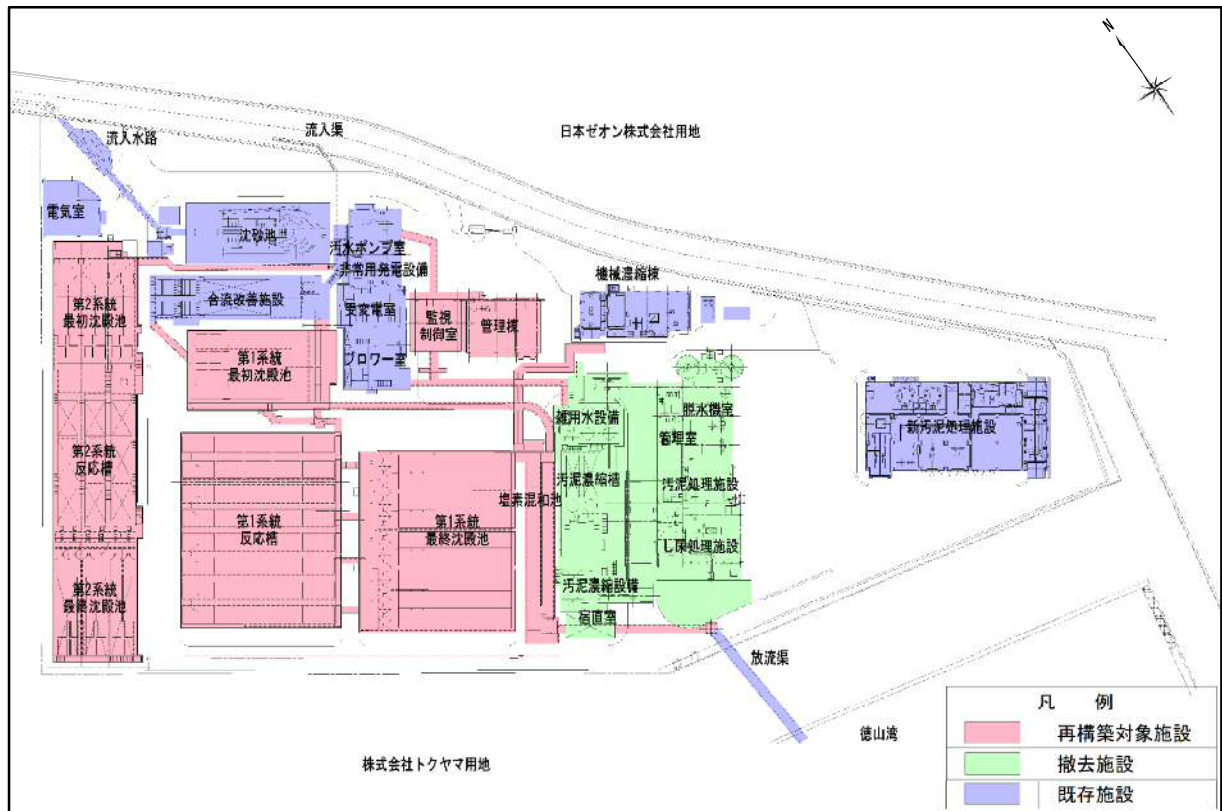 N
日本ゼオン株式会社用地
流入渠
流入水路
電気室
沈砂池
汚水ポンプ室
非常用発電設備
機械濃縮棟
合流改善施設
受変電室
監視
制御室
管理棟
第2系統
最初沈殿池
第1系統
最初沈殿池
ブロワー室
雑用水設備
脱水機室
管理室
新汚泥処理施設
第2系統
反応槽
汚泥濃縮槽
汚泥処理施設
塩素混和池
第1系統
反応槽
第1系統
最終沈殿池
し尿処理施設
第2系統
最終沈殿池
汚泥濃縮設備
宿直室
放流渠
徳山湾
株式会社トクヤマ用地
凡 例
再構築対象施設
撤去施設
既存施設